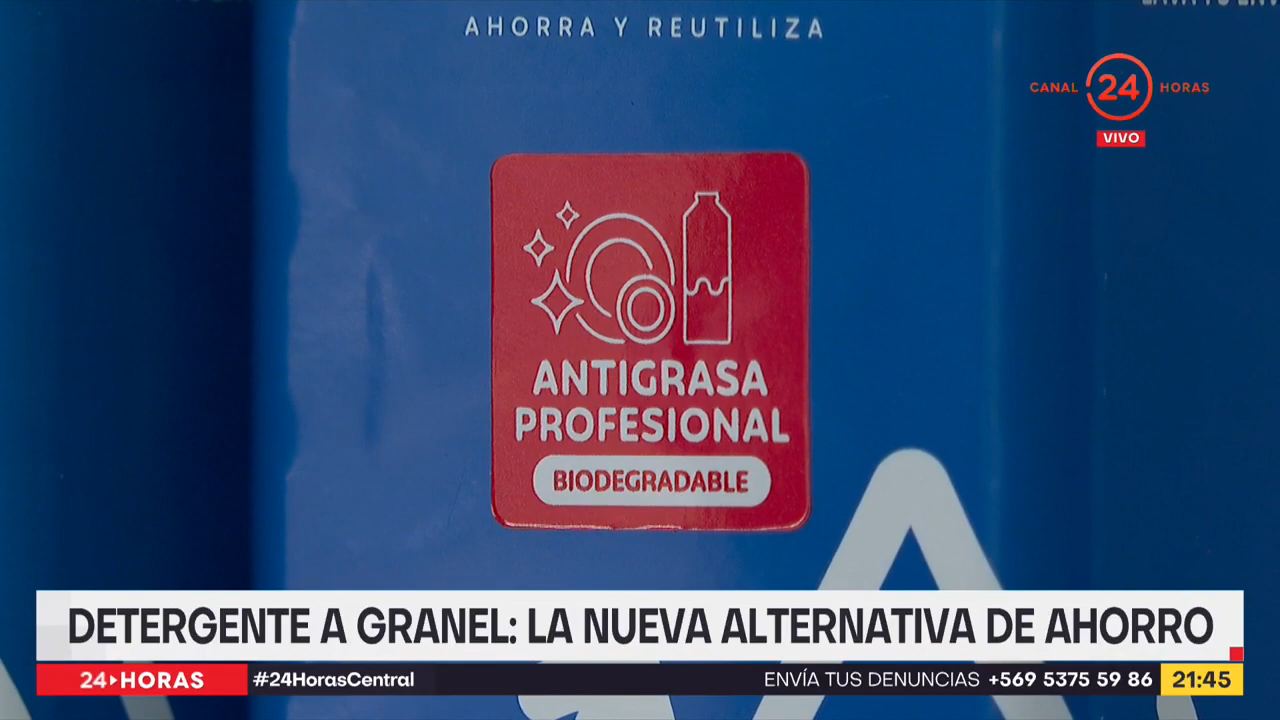 AHORRA Y REUTILIZA
CANAL 24 HORAS
VIVO
ANTIGRASA
PROFESIONAL
BIODEGRADABLE
DETERGENTE A GRANEL: LA NUEVA ALTERNATIVA DE AHORRO
24 HORAS #24HorasCentral ENVÍA TUS DENUNCIAS +569 5375 59 86 21:45